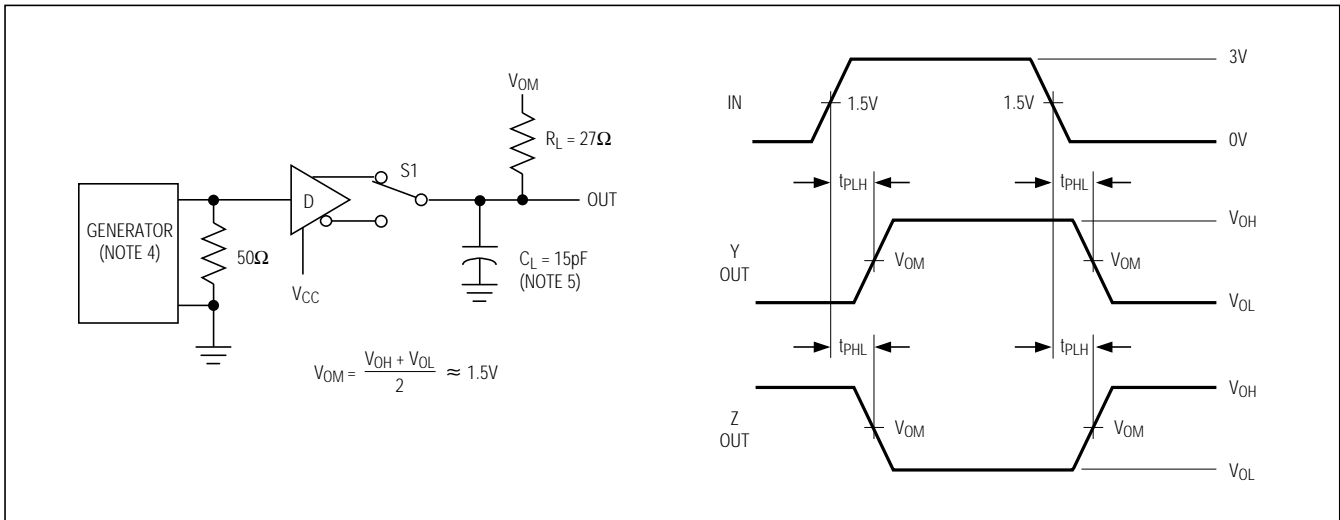 GENERATOR
(NOTE 4)
50Ω
D
VCC
S1
VOM
RL = 27Ω
OUT
CL = 15pF
(NOTE 5)
VOM = VOH + VOL / 2 ≈ 1.5V
IN
1.5V
1.5V
3V
0V
tPLH
tPHL
Y
OUT
VOM
VOM
VOH
VOL
tPHL
tPLH
Z
OUT
VOM
VOM
VOH
VOL